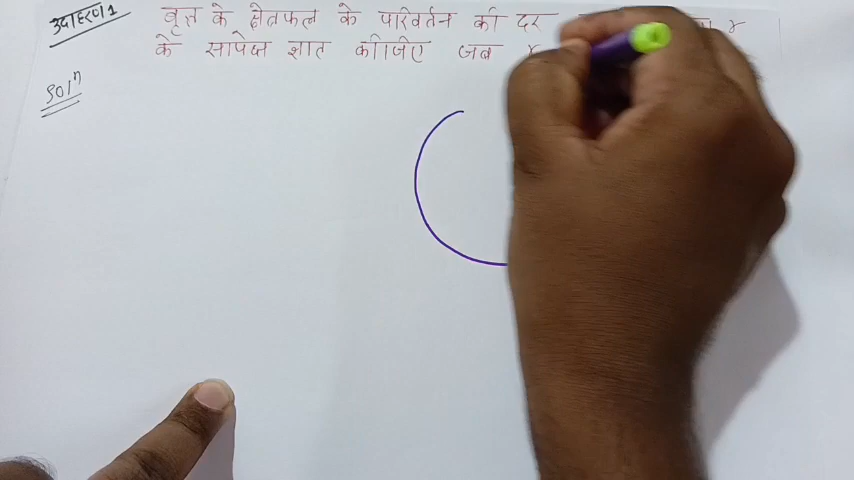 उदाहरण 1
वृत्त के क्षेत्रफल के परिवर्तन की दर r
के सापेक्ष ज्ञात कीजिए जब r
solⁿ